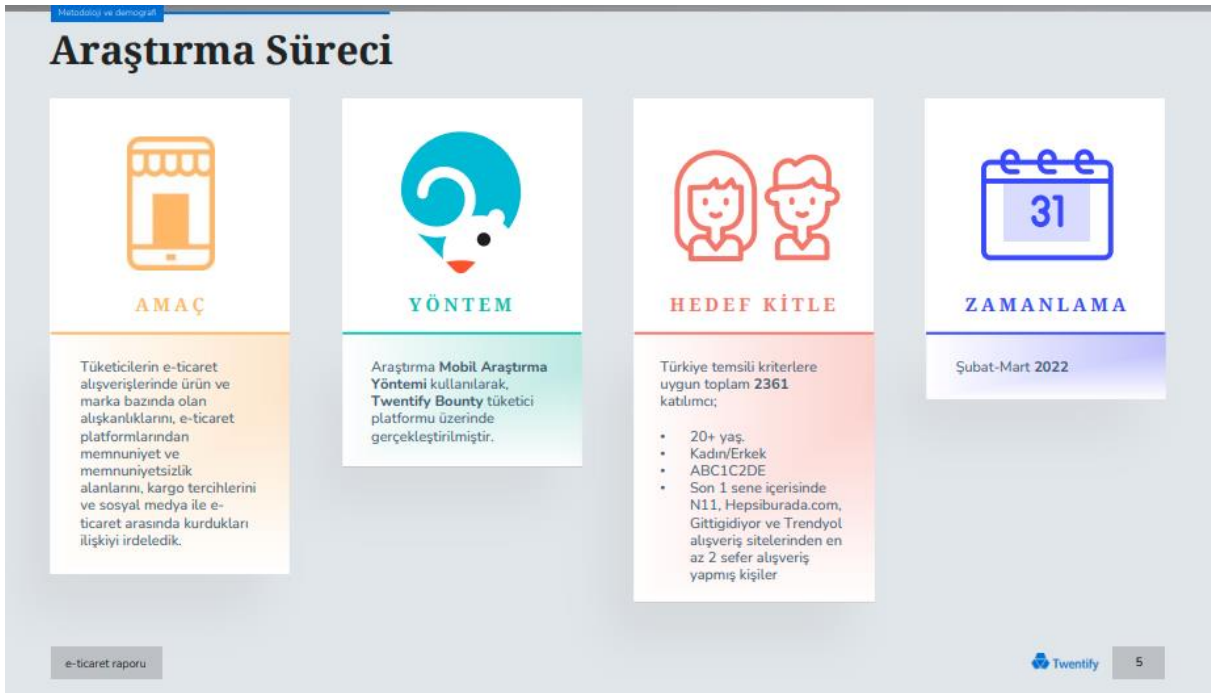 Metodoloji ve demografi
Araştırma Süreci
AMAÇ
Tüketicilerin e-ticaret
alışverişlerinde ürün ve
marka bazında olan
alışkanlıklarını, e-ticaret
platformlarından
memnuniyet ve
memnuniyetsizlik
alanlarını, kargo tercihlerini
ve sosyal medya ile e-
ticaret arasında kurdukları
ilişkiyi irdeledik.
YÖNTEM
Araştırma Mobil Araştırma
Yöntemi kullanılarak,
Twentify Bounty tüketici
platformu üzerinde
gerçekleştirilmiştir.
HEDEF KİTLE
Türkiye temsili kriterlere
uygun toplam 2361
katılımcı;
• 20+ yaş.
• Kadın/Erkek
• ABC1C2DE
• Son 1 sene içerisinde
N11, Hepsiburada.com,
Gittigidiyor ve Trendyol
alışveriş sitelerinden en
az 2 sefer alışveriş
yapmış kişiler
31
ZAMANLAMA
Şubat-Mart 2022
e-ticaret raporu
Twentify
5